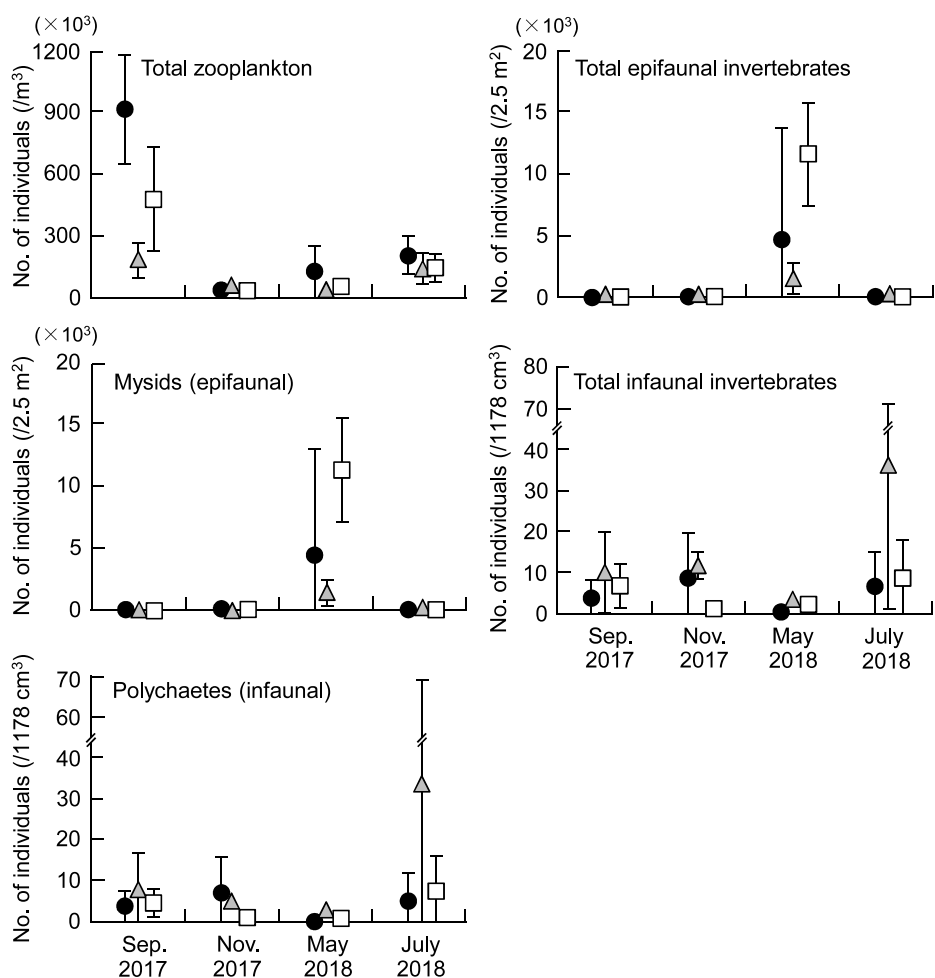 (×10³)
No. of individuals (/m³)
1200
900
600
300
0
Total zooplankton
(×10³)
No. of individuals (/2.5 m²)
20
15
10
5
0
Total epifaunal invertebrates
(×10³)
No. of individuals (/2.5 m²)
20
15
10
5
0
Mysids (epifaunal)
No. of individuals (/1178 cm³)
80
70
40
30
20
10
0
Total infaunal invertebrates
Sep. Nov. May July
2017 2017 2018 2018
No. of individuals (/1178 cm³)
70
60
40
30
20
10
0
Polychaetes (infaunal)
Sep. Nov. May July
2017 2017 2018 2018